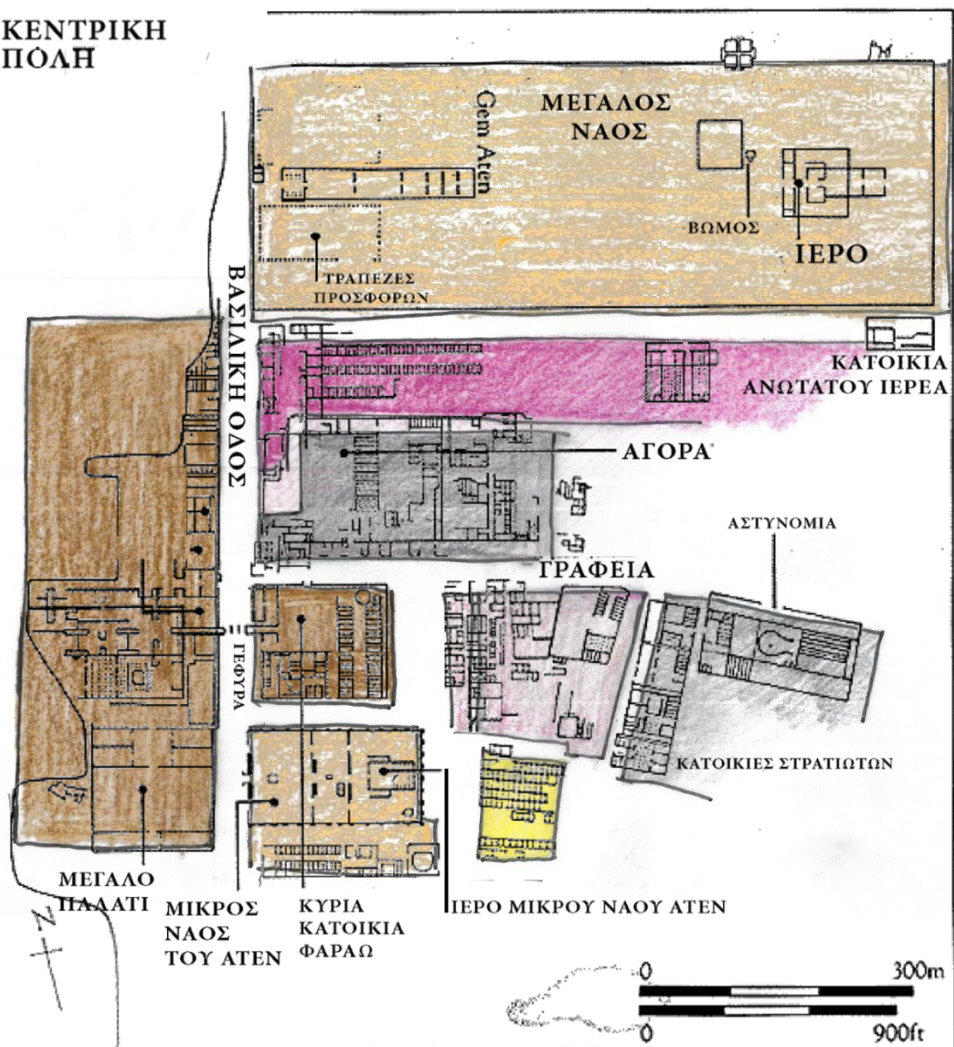 ΚΕΝΤΡΙΚΗ
ΠΟΛΗ
Gem Aten
ΜΕΓΑΛΟΣ
ΝΑΟΣ
ΒΩΜΟΣ
ΙΕΡΟ
ΤΡΑΠΕΖΕΣ
ΠΡΟΣΦΟΡΩΝ
ΒΑΣΙΛΙΚΗ ΟΔΟΣ
ΚΑΤΟΙΚΙΑ
ΑΝΩΤΑΤΟΥ ΙΕΡΕΑ
ΑΓΟΡΑ
ΑΣΤΥΝΟΜΙΑ
ΓΡΑΦΕΙΑ
ΓΕΦΥΡΑ
ΚΑΤΟΙΚΙΕΣ ΣΤΡΑΤΙΩΤΩΝ
ΜΕΓΑΛΟ
ΠΑΛΑΤΙ
ΜΙΚΡΟΣ
ΝΑΟΣ
ΤΟΥ ΑΤΕΝ
ΚΥΡΙΑ
ΚΑΤΟΙΚΙΑ
ΦΑΡΑΩ
ΙΕΡΟ ΜΙΚΡΟΥ ΝΑΟΥ ΑΤΕΝ
N
0 300m
0 900ft